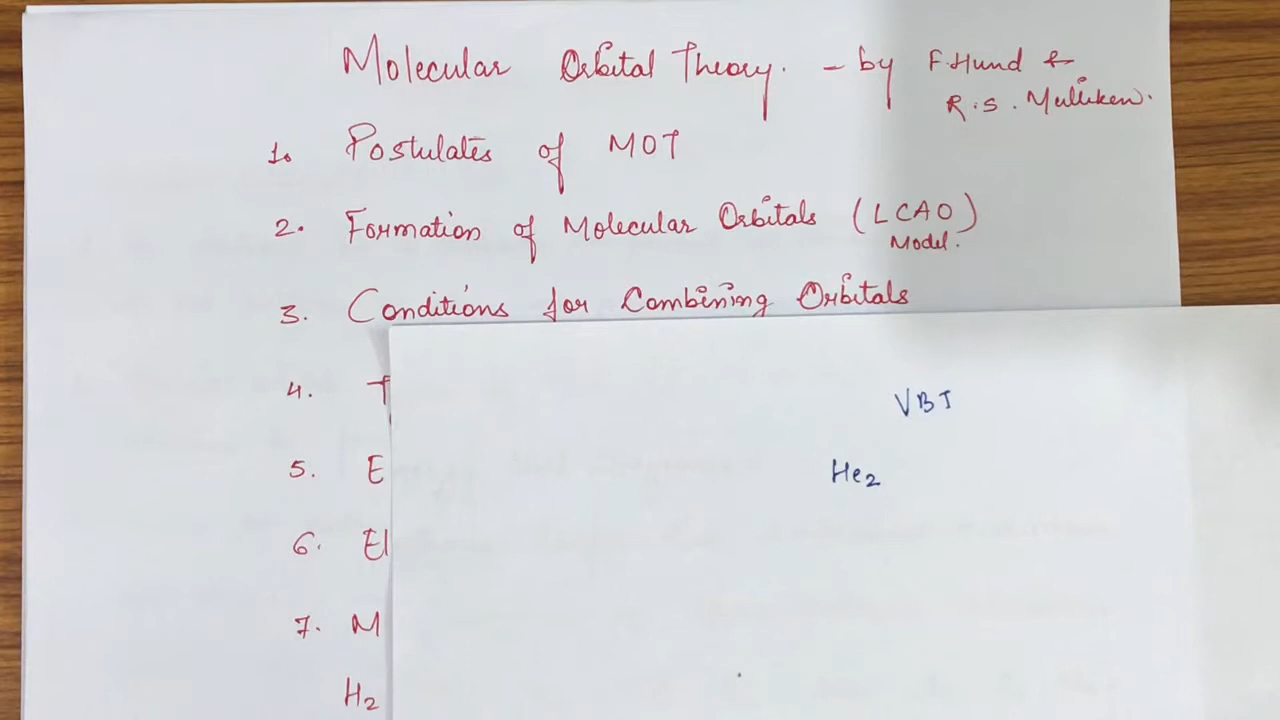 Molecular Orbital Theory. - by F. Hund &
R.S. Mulliken.
1. Postulates of MOT
2. Formation of Molecular Orbitals (LCAO)
Model.
3. Conditions for Combining Orbitals
4. T
VBT
5. E
He2
6. El
7. M
H2